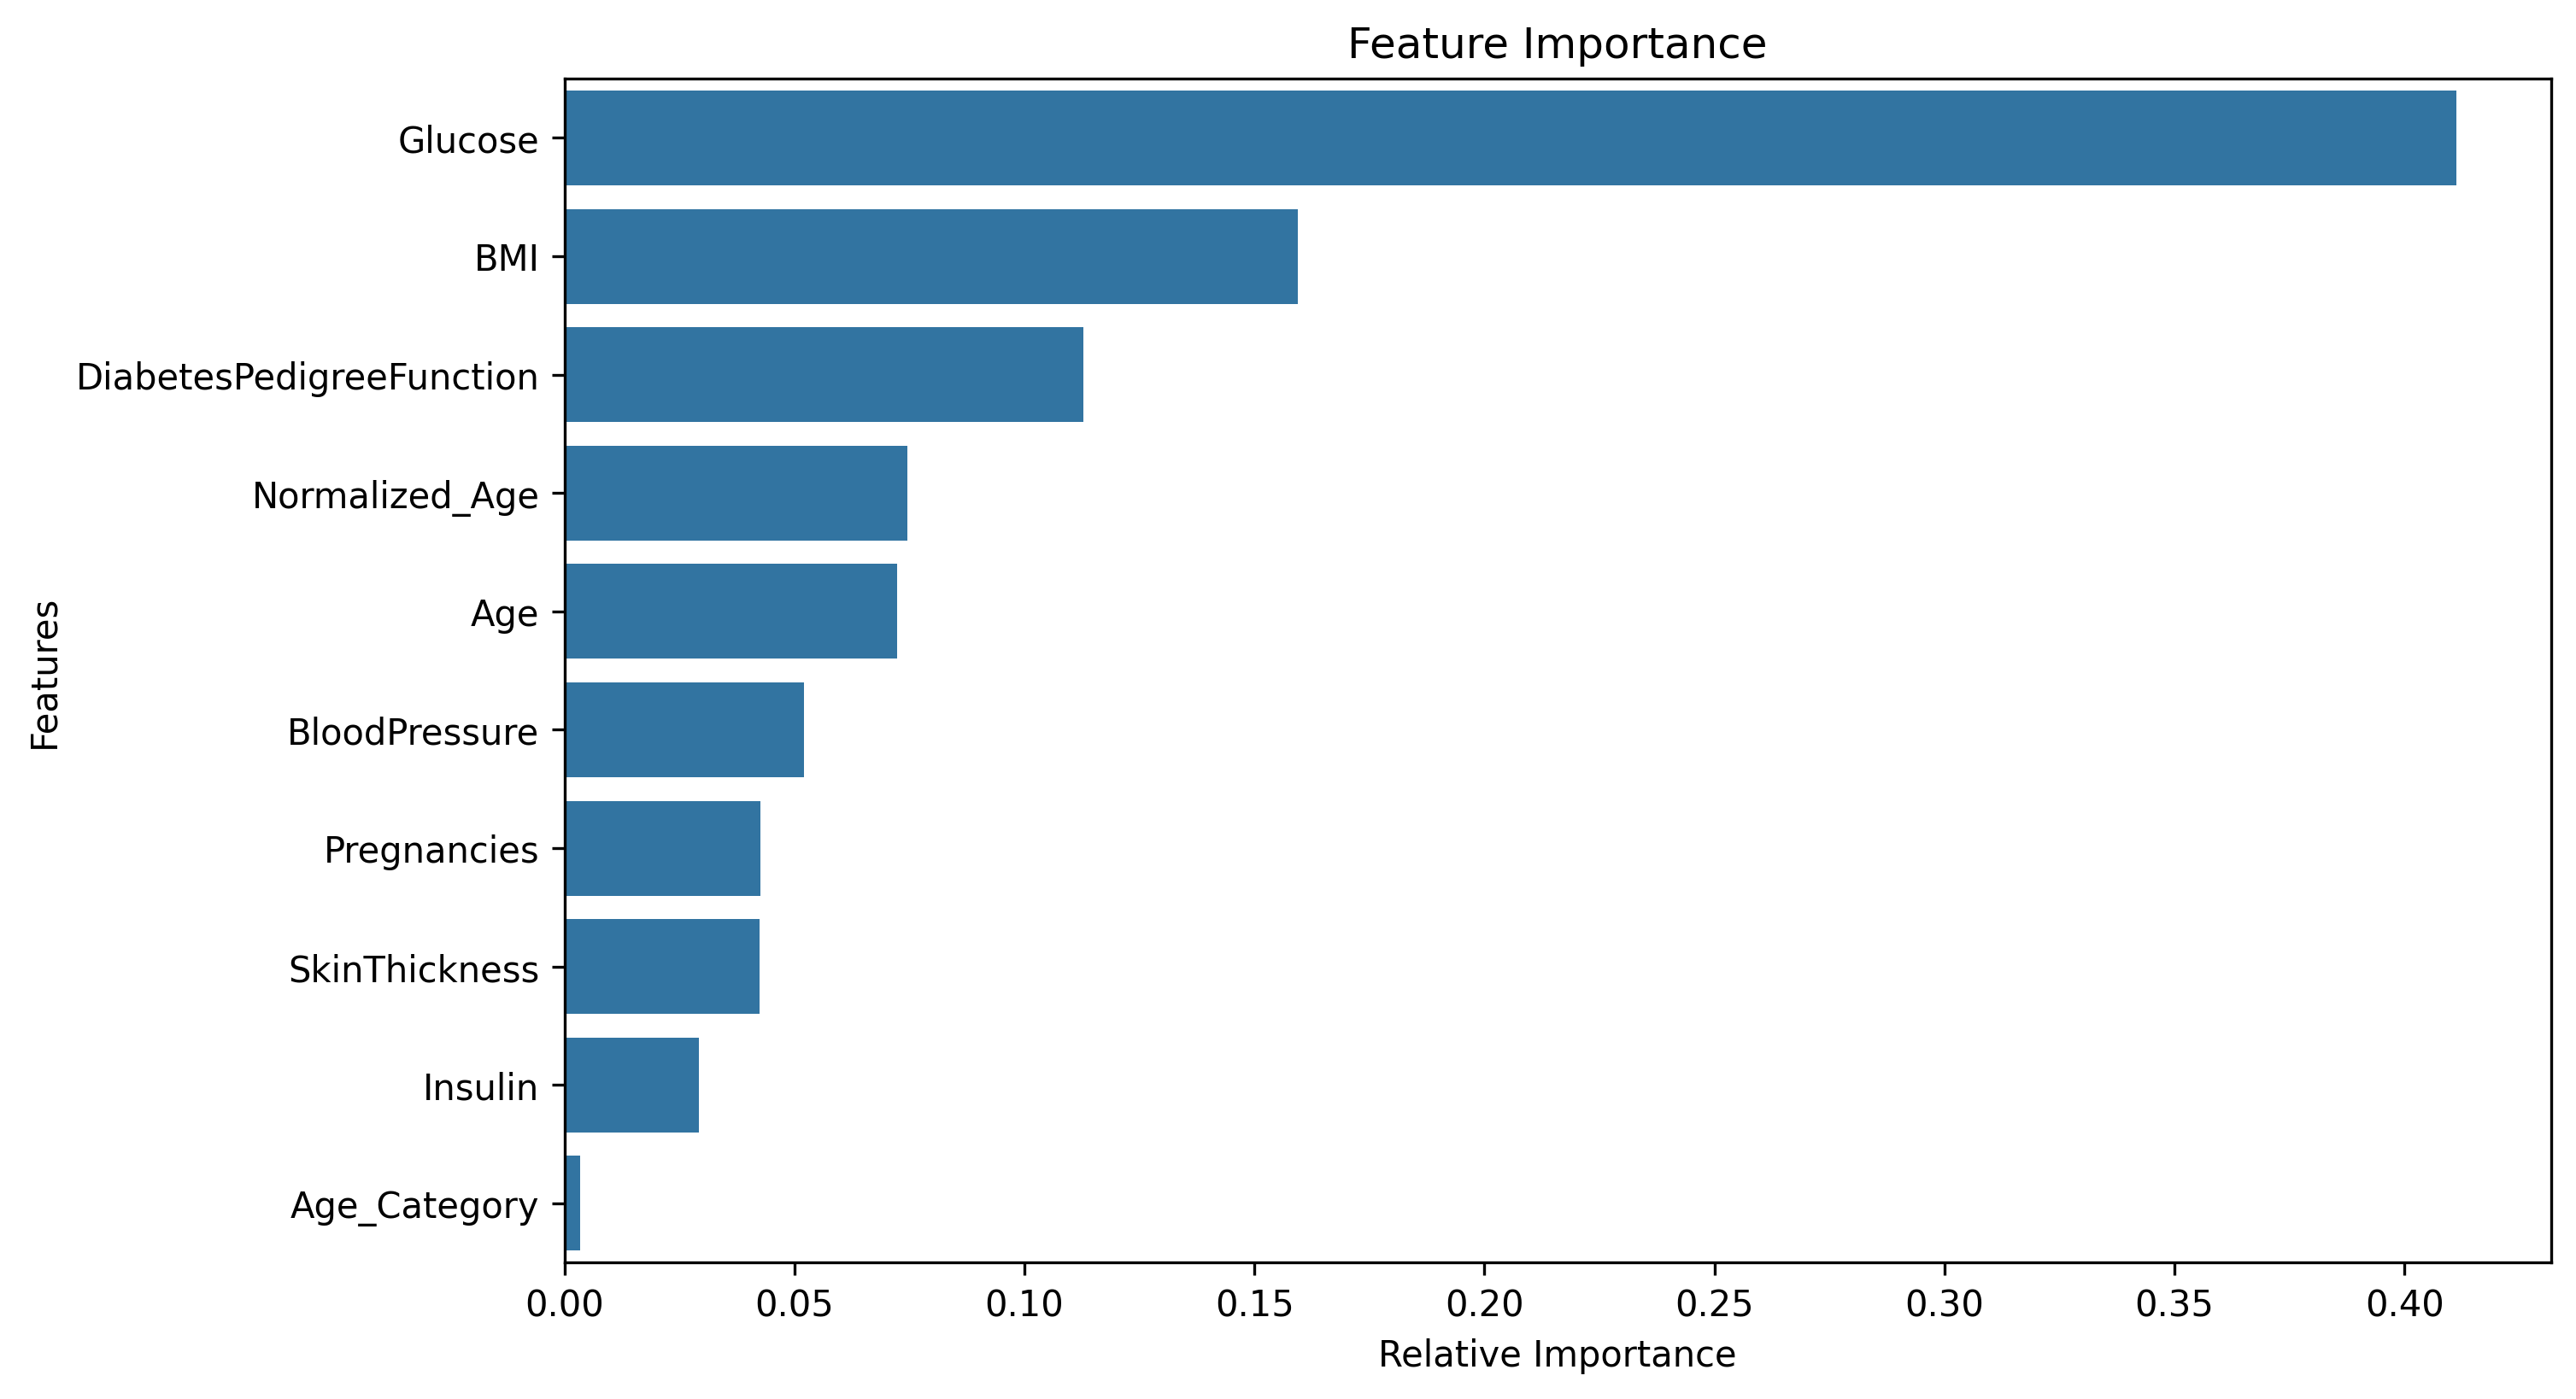 Feature Importance
Glucose
BMI
DiabetesPedigreeFunction
Normalized_Age
Age
BloodPressure
Pregnancies
SkinThickness
Insulin
Age_Category
Features
0.00 0.05 0.10 0.15 0.20 0.25 0.30 0.35 0.40
Relative Importance